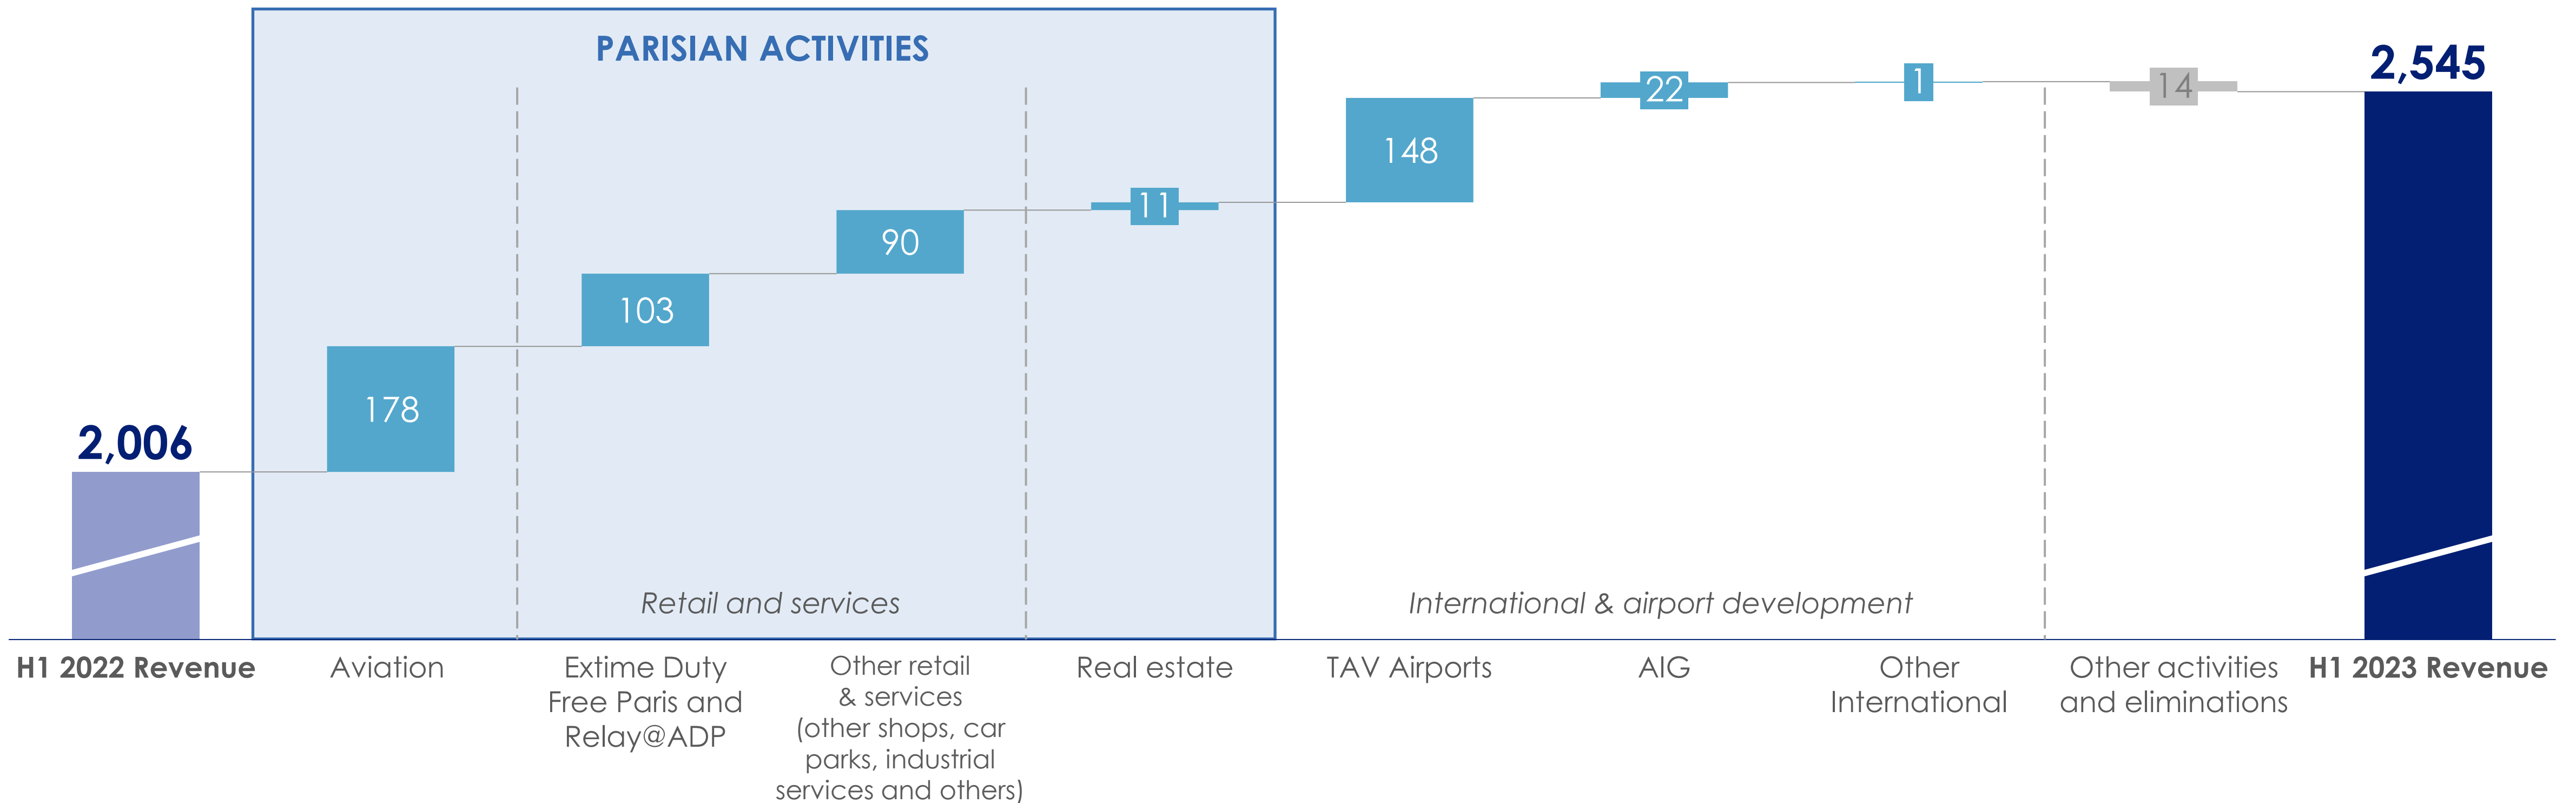 PARISIAN ACTIVITIES
2,006
178
103
90
11
148
22
1
14
2,545
Retail and services
International & airport development
H1 2022 Revenue
Aviation
Extime Duty
Free Paris and
Relay@ADP
Other retail
& services
(other shops, car
parks, industrial
services and others)
Real estate
TAV Airports
AIG
Other
International
Other activities
and eliminations
H1 2023 Revenue